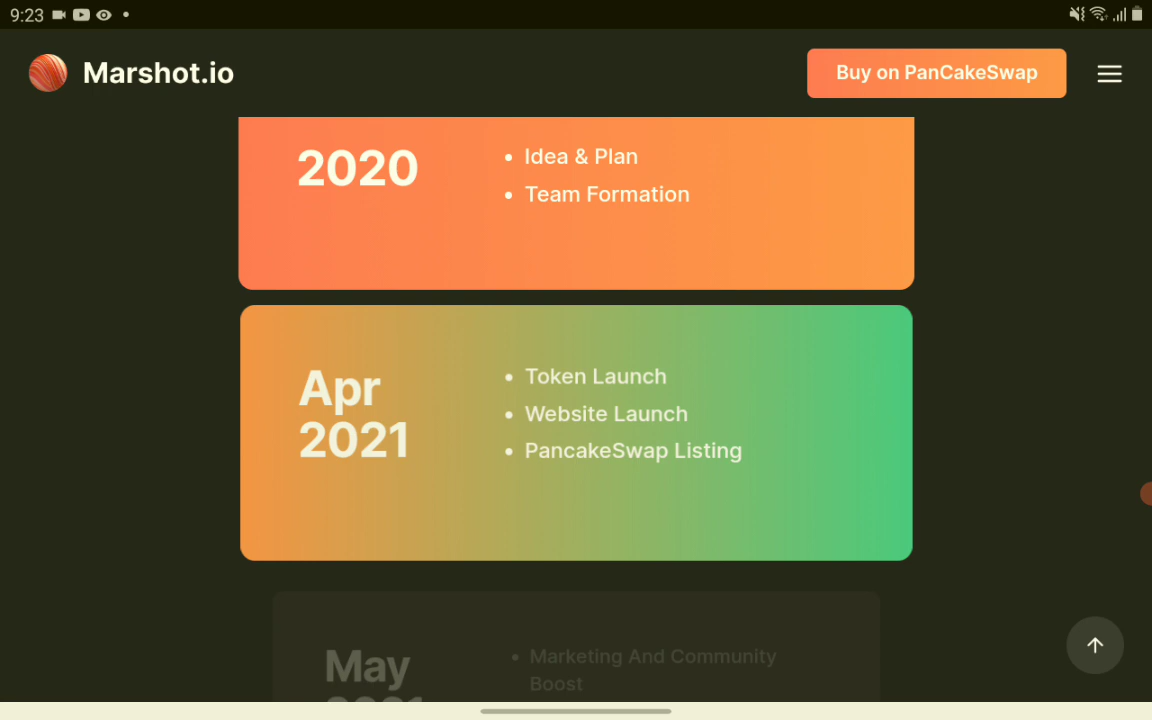 9:23
Marshot.io
Buy on PanCakeSwap
2020
• Idea & Plan
• Team Formation
Apr
2021
• Token Launch
• Website Launch
• PancakeSwap Listing
May
2021
• Marketing And Community
Boost